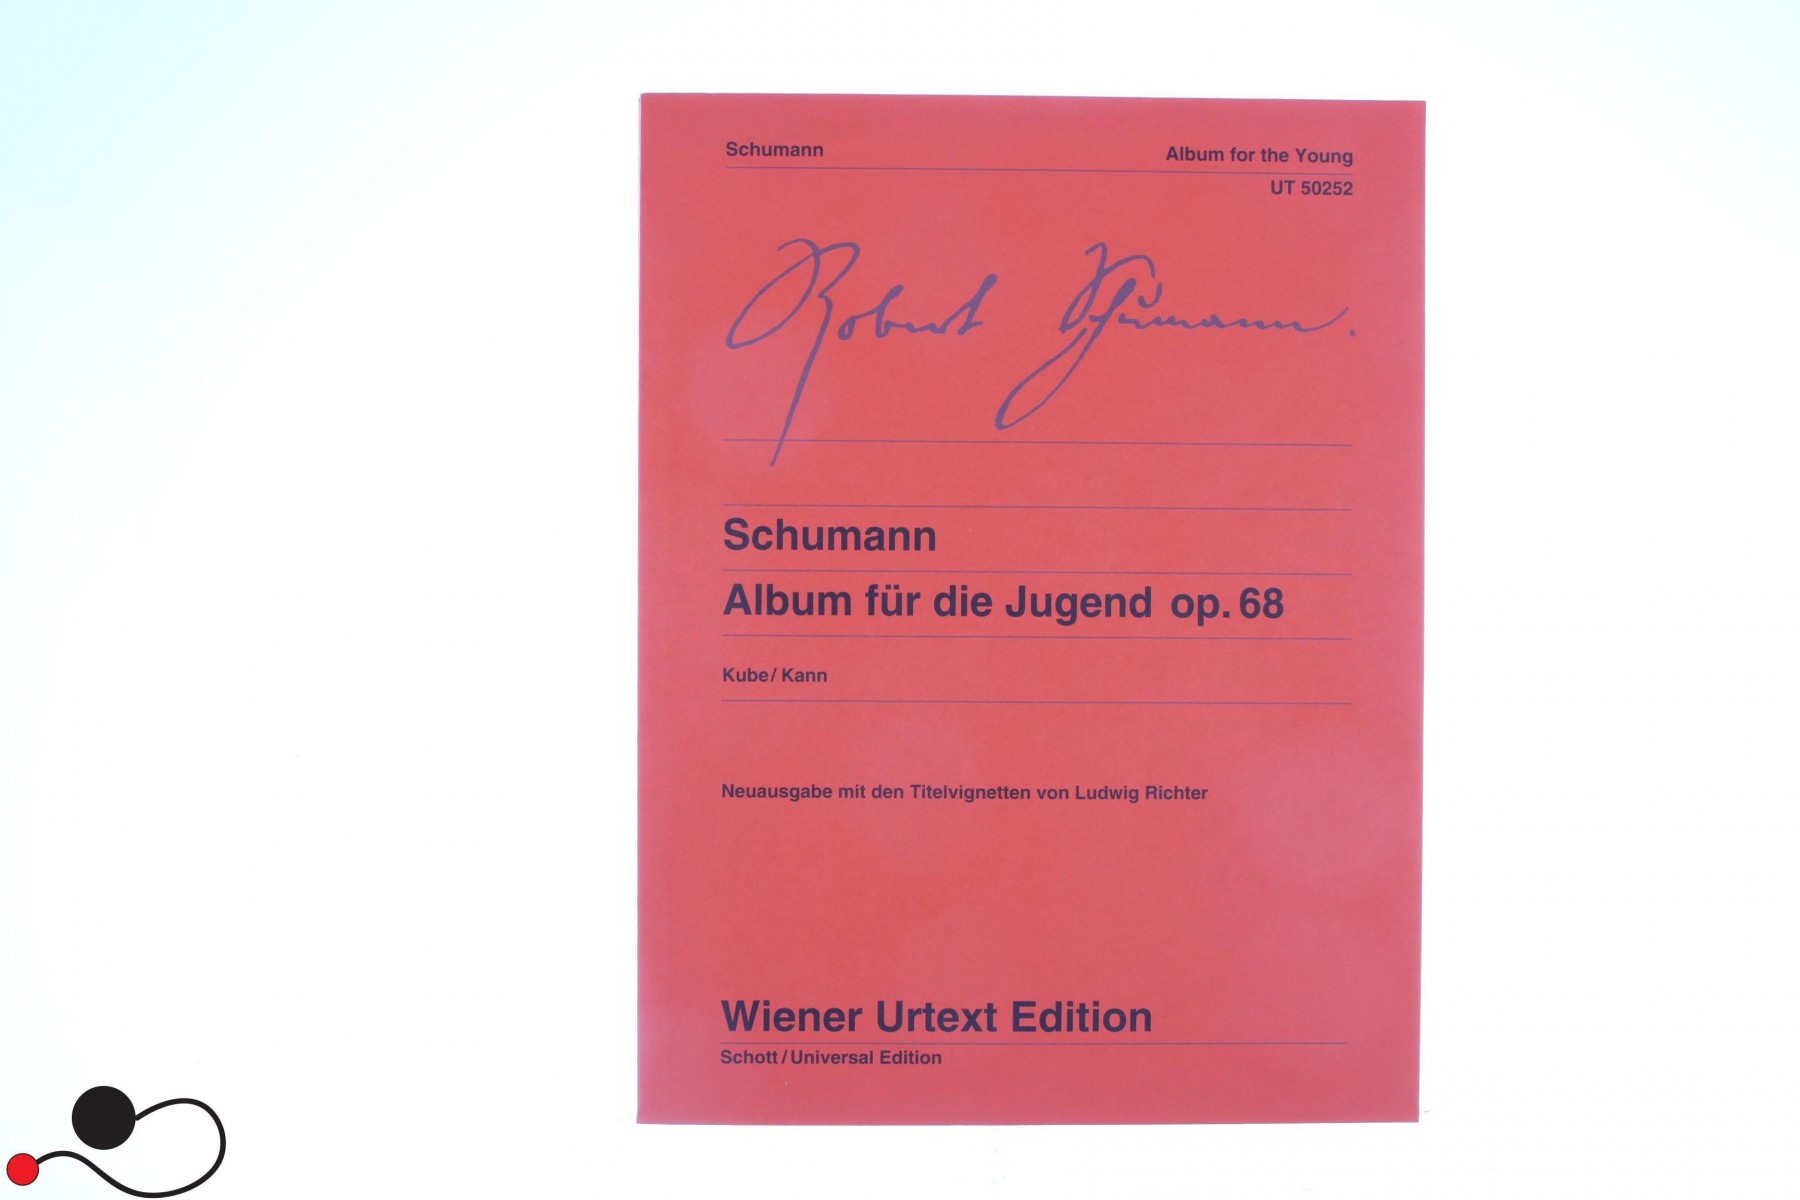 Schumann
Album for the Young
UT 50252
Robert Schumann.
Schumann
Album für die Jugend op. 68
Kube/Kann
Neuausgabe mit den Titelvignetten von Ludwig Richter
Wiener Urtext Edition
Schott/Universal Edition